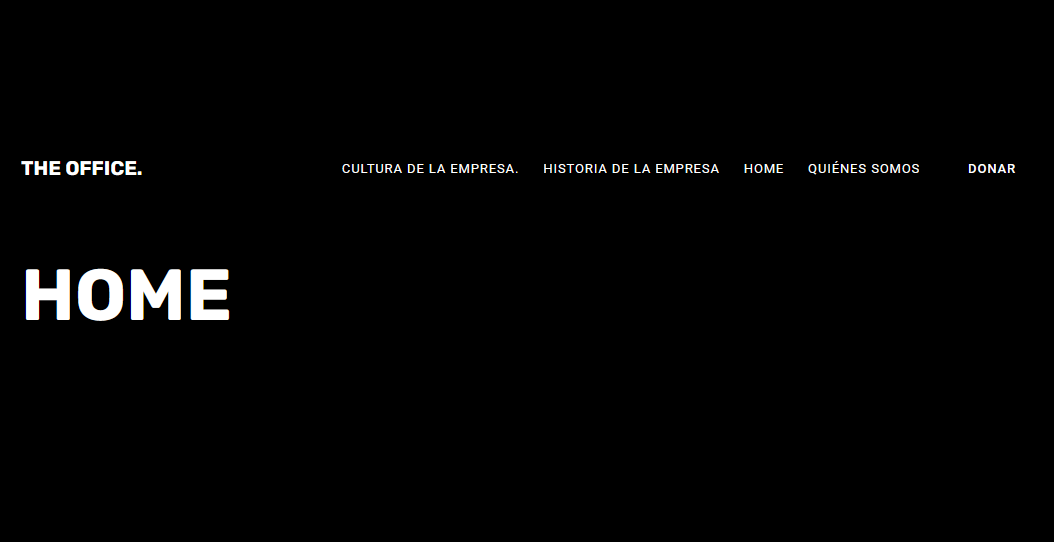 THE OFFICE. CULTURA DE LA EMPRESA. HISTORIA DE LA EMPRESA HOME QUIÉNES SOMOS DONAR
HOME